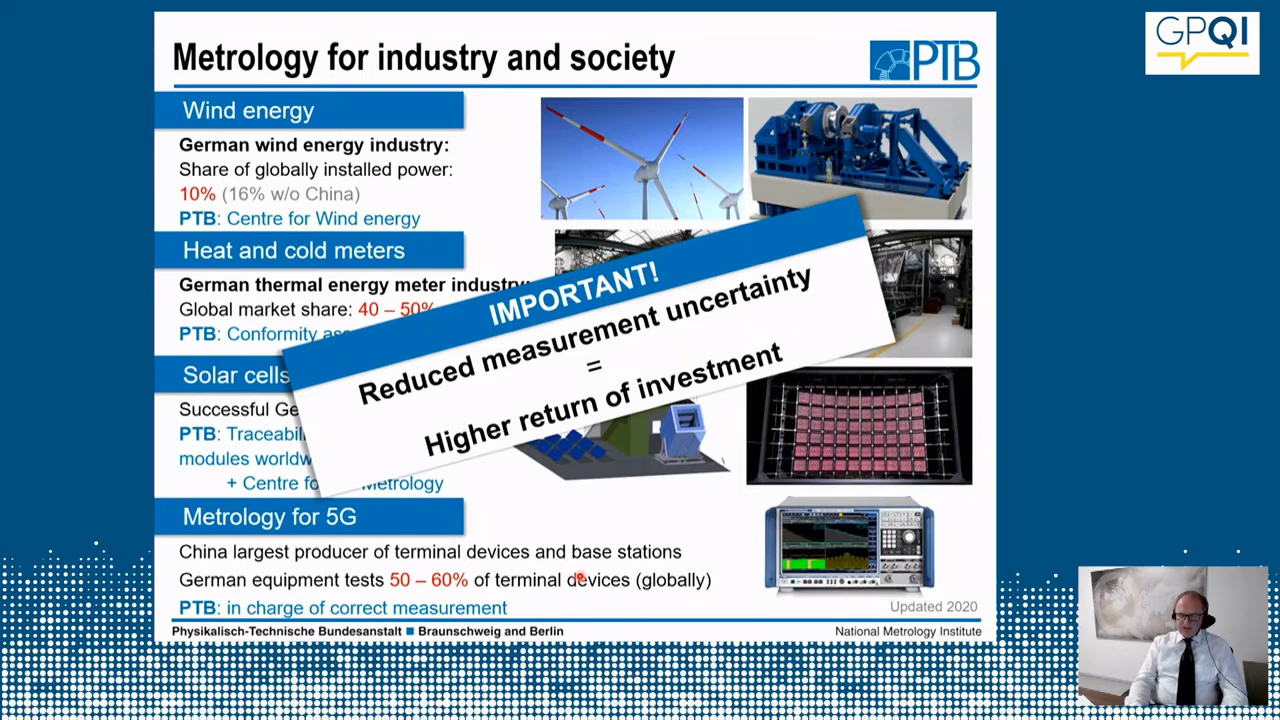 Metrology for industry and society
PTB
GPQI
Wind energy
German wind energy industry:
Share of globally installed power:
10% (16% w/o China)
PTB: Centre for Wind energy
Heat and cold meters
German thermal energy meter industry:
Global market share: 40 – 50%
PTB: Conformity
Solar cells
Successful
PTB:
modules
+ Centre Metrology
IMPORTANT!
Reduced measurement uncertainty
=
Higher return of investment
Metrology for 5G
China largest producer of terminal devices and base stations
German equipment tests 50 – 60% of terminal devices (globally)
PTB: in charge of correct measurement
Updated 2020
Physikalisch-Technische Bundesanstalt ■ Braunschweig and Berlin
National Metrology Institute